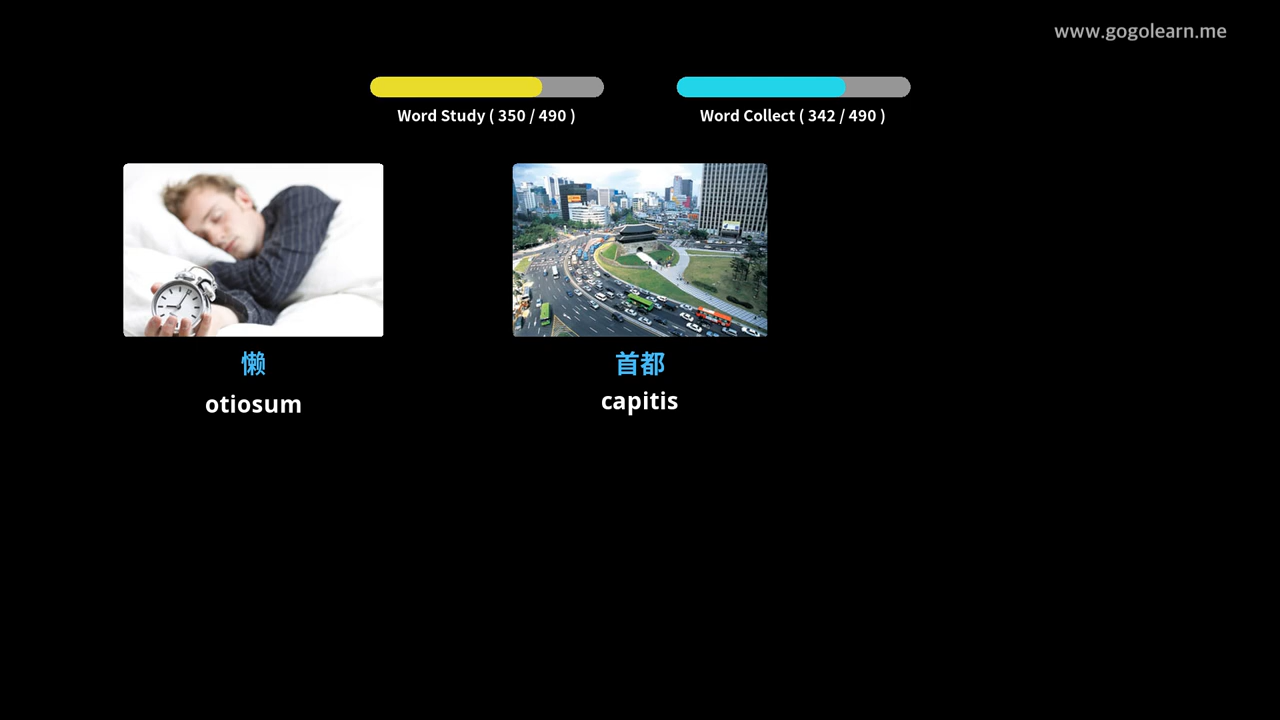 www.gogolearn.me
Word Study ( 350 / 490 )
Word Collect ( 342 / 490 )
懒
otiosum
首都
capitis